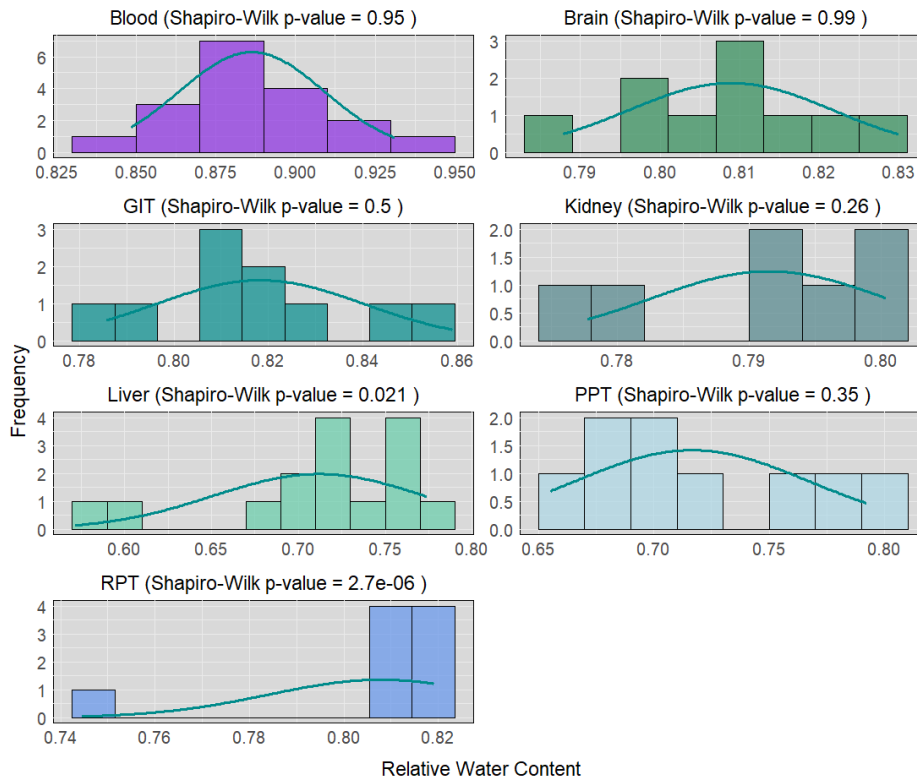 Blood (Shapiro-Wilk p-value = 0.95 )
6
4
2
0
0.825 0.850 0.875 0.900 0.925 0.950
Brain (Shapiro-Wilk p-value = 0.99 )
3
2
1
0
0.79 0.80 0.81 0.82 0.83
GIT (Shapiro-Wilk p-value = 0.5 )
3
2
1
0
0.78 0.80 0.82 0.84 0.86
Kidney (Shapiro-Wilk p-value = 0.26 )
2.0
1.5
1.0
0.5
0.0
0.78 0.79 0.80
Frequency
Liver (Shapiro-Wilk p-value = 0.021 )
4
3
2
1
0
0.60 0.65 0.70 0.75 0.80
PPT (Shapiro-Wilk p-value = 0.35 )
2.0
1.5
1.0
0.5
0.0
0.65 0.70 0.75 0.80
RPT (Shapiro-Wilk p-value = 2.7e-06 )
4
3
2
1
0
0.74 0.76 0.78 0.80 0.82
Relative Water Content